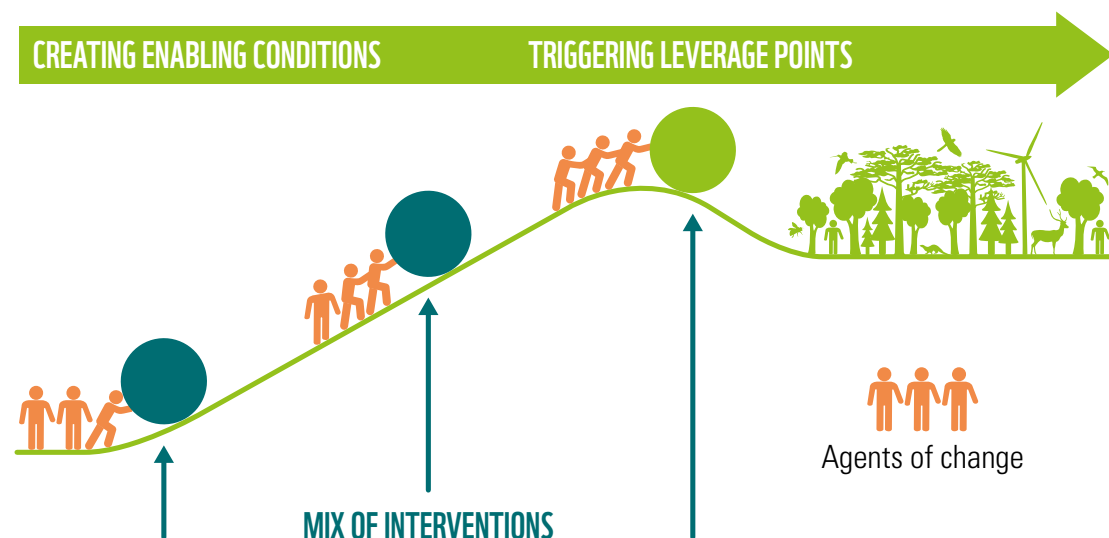 CREATING ENABLING CONDITIONS
TRIGGERING LEVERAGE POINTS
Agents of change
MIX OF INTERVENTIONS